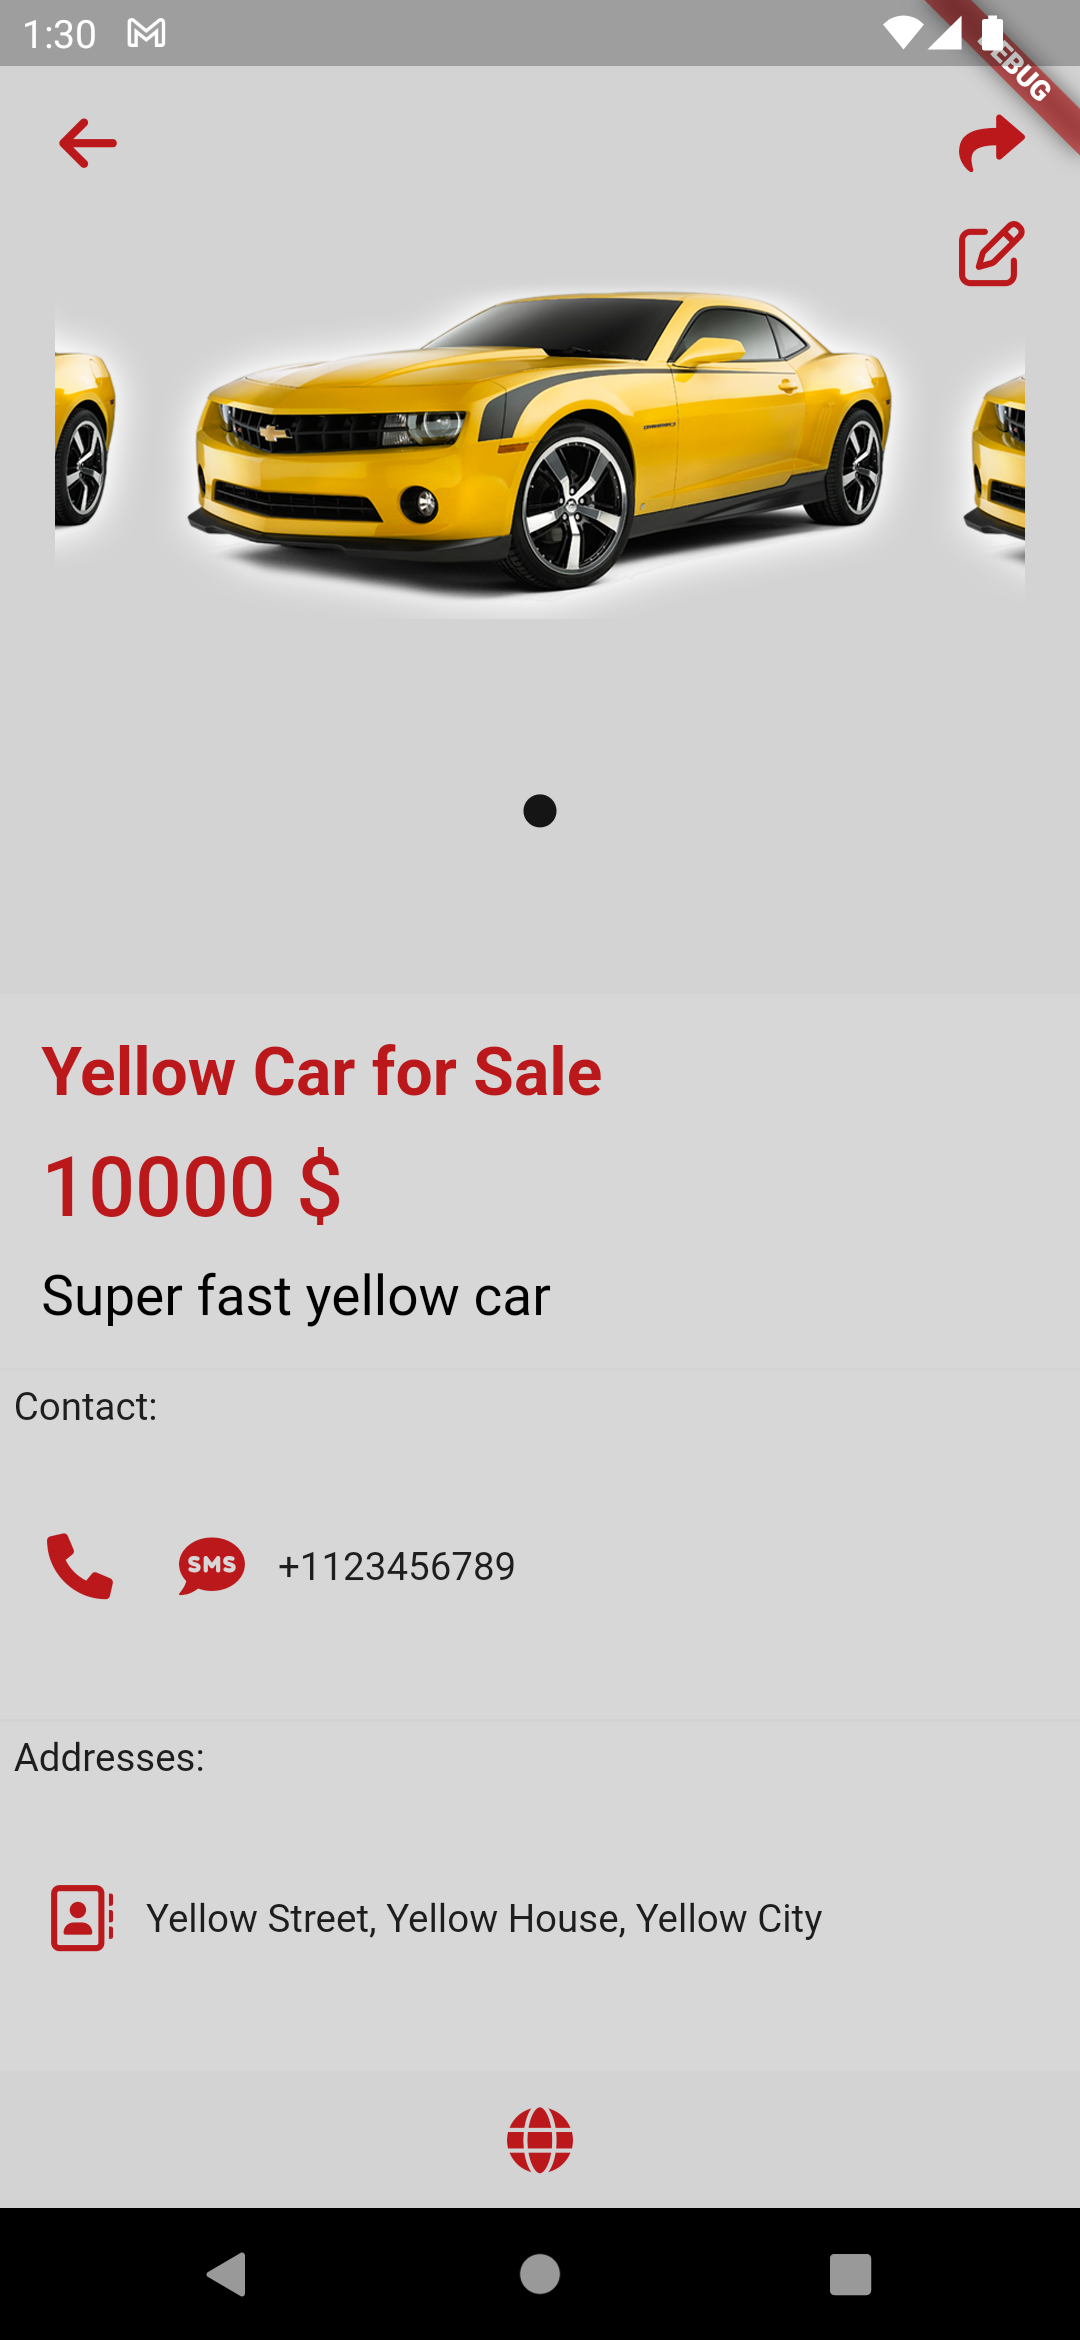 1:30
DEBUG
Yellow Car for Sale
10000 $
Super fast yellow car
Contact:
SMS +1123456789
Addresses:
Yellow Street, Yellow House, Yellow City